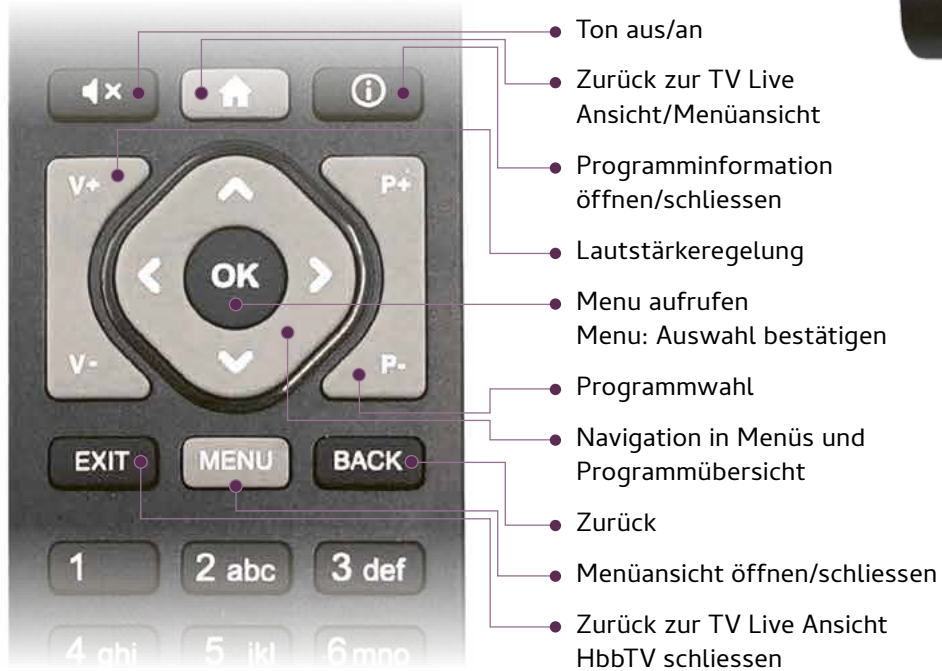 Ton aus/an
Zurück zur TV Live
Ansicht/Menüansicht
Programminformation
öffnen/schliessen
Lautstärkeregelung
Menu aufrufen
Menu: Auswahl bestätigen
Programmwahl
Navigation in Menüs und
Programmübersicht
Zurück
Menüansicht öffnen/schliessen
Zurück zur TV Live Ansicht
HbbTV schliessen
V+ P+
OK
V- P-
EXIT MENU BACK
1 2 abc 3 def
4 ghi 5 jkl 6 mno